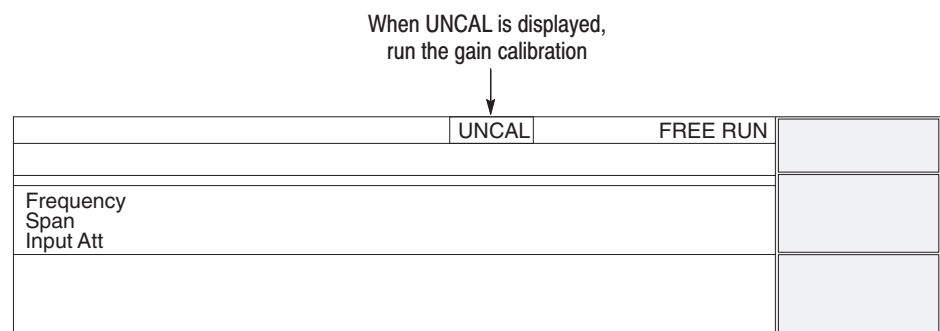 When UNCAL is displayed,
run the gain calibration
UNCAL FREE RUN
Frequency
Span
Input Att